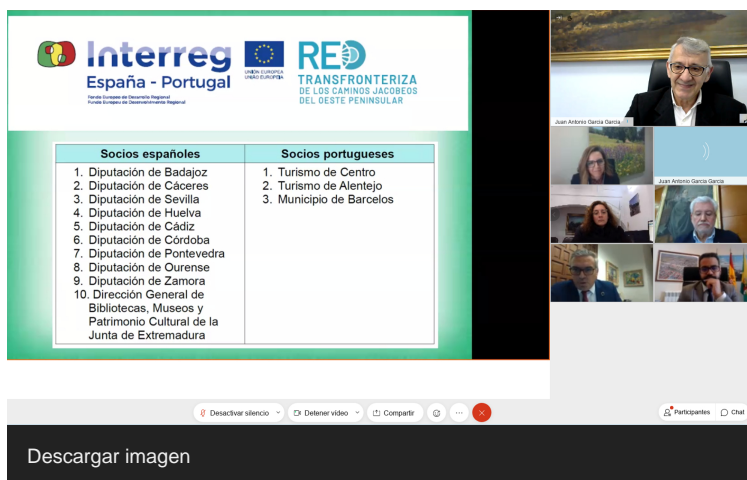 Interreg
España - Portugal
Fondo Europeo de Desarrollo Regional
Fundo Europeu de Desenvolvimento Regional
UNIÓN EUROPEA
UNIÃO EUROPEIA
RED
TRANSFRONTERIZA
DE LOS CAMINOS JACOBEOS
DEL OESTE PENINSULAR
Socios españoles
1. Diputación de Badajoz
2. Diputación de Cáceres
3. Diputación de Sevilla
4. Diputación de Huelva
5. Diputación de Cádiz
6. Diputación de Córdoba
7. Diputación de Pontevedra
8. Diputación de Ourense
9. Diputación de Zamora
10. Dirección General de
Bibliotecas, Museos y
Patrimonio Cultural de la
Junta de Extremadura
Socios portugueses
1. Turismo de Centro
2. Turismo de Alentejo
3. Municipio de Barcelos
Juan Antonio Garcia Garcia
Juan Antonio Garcia Garcia
Desactivar silencio
Detener vídeo
Compartir
Participantes
Chat
Descargar imagen